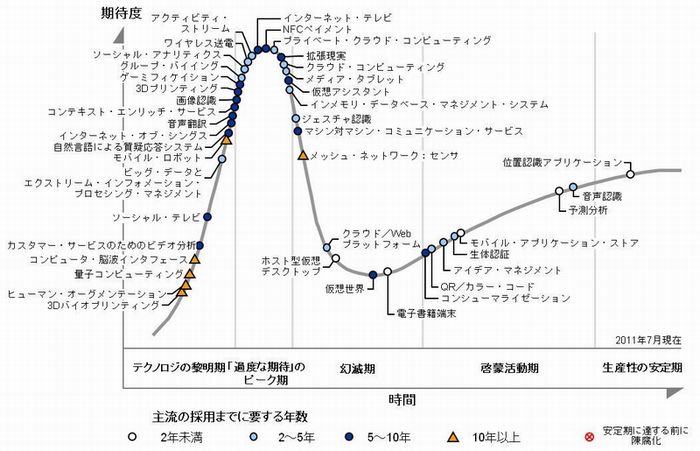 期待度
アクティビティ・
ストリーム
ワイヤレス送電
ソーシャル・アナリティクス
グループ・バイイング
ゲーミフィケイション
3Dプリンティング
画像認識
コンテキスト・エンリッチ・サービス
音声翻訳
インターネット・オブ・シングス
自然言語による質疑応答システム
モバイル・ロボット
ビッグ・データと
エクストリーム・インフォメーション・
プロセシング・マネジメント
ソーシャル・テレビ
カスタマー・サービスのためのビデオ分析
コンピュータ・脳波インタフェース
量子コンピューティング
ヒューマン・オーグメンテーション
3Dバイオプリンティング
インターネット・テレビ
NFCペイメント
プライベート・クラウド・コンピューティング
拡張現実
クラウド・コンピューティング
メディア・タブレット
仮想アシスタント
インメモリ・データベース・マネジメント・システム
ジェスチャ認識
マシン対マシン・コミュニケーション・サービス
メッシュ・ネットワーク:センサ
クラウド/Web
プラットフォーム
ホスト型仮想
デスクトップ
仮想世界
電子書籍端末
コンシューマライゼーション
QR/カラー・コード
アイデア・マネジメント
生体認証
モバイル・アプリケーション・ストア
予測分析
音声認識
位置認識アプリケーション
2011年7月現在
テクノロジの黎明期
「過度な期待」の
ピーク期
幻滅期
啓蒙活動期
生産性の安定期
時間
主流の採用までに要する年数
2年未満
2～5年
5～10年
10年以上
安定期に達する前に
陳腐化